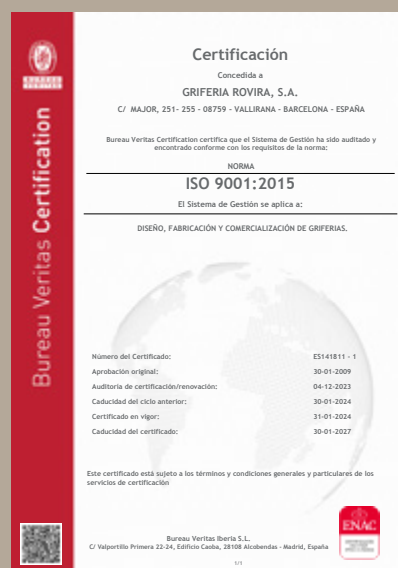 Bureau Veritas Certification
Certificación
Concedida a
GRIFERIA ROVIRA, S.A.
C/ MAJOR, 251- 255 - 08759 - VALLIRANA - BARCELONA - ESPAÑA
Bureau Veritas Certification certifica que el Sistema de Gestión ha sido auditado y
encontrado conforme con los requisitos de la norma:
NORMA
ISO 9001:2015
El Sistema de Gestión se aplica a:
DISEÑO, FABRICACIÓN Y COMERCIALIZACIÓN DE GRIFERIAS.
Número del Certificado: ES141811 - 1
Aprobación original: 30-01-2009
Auditoría de certificación/renovación: 04-12-2023
Caducidad del ciclo anterior: 30-01-2024
Certificado en vigor: 31-01-2024
Caducidad del certificado: 30-01-2027
Este certificado está sujeto a los términos y condiciones generales y particulares de los
servicios de certificación
Bureau Veritas Iberia S.L.
C/ Valportillo Primera 22-24, Edificio Caoba, 28108 Alcobendas - Madrid, España
1/1
ENAC